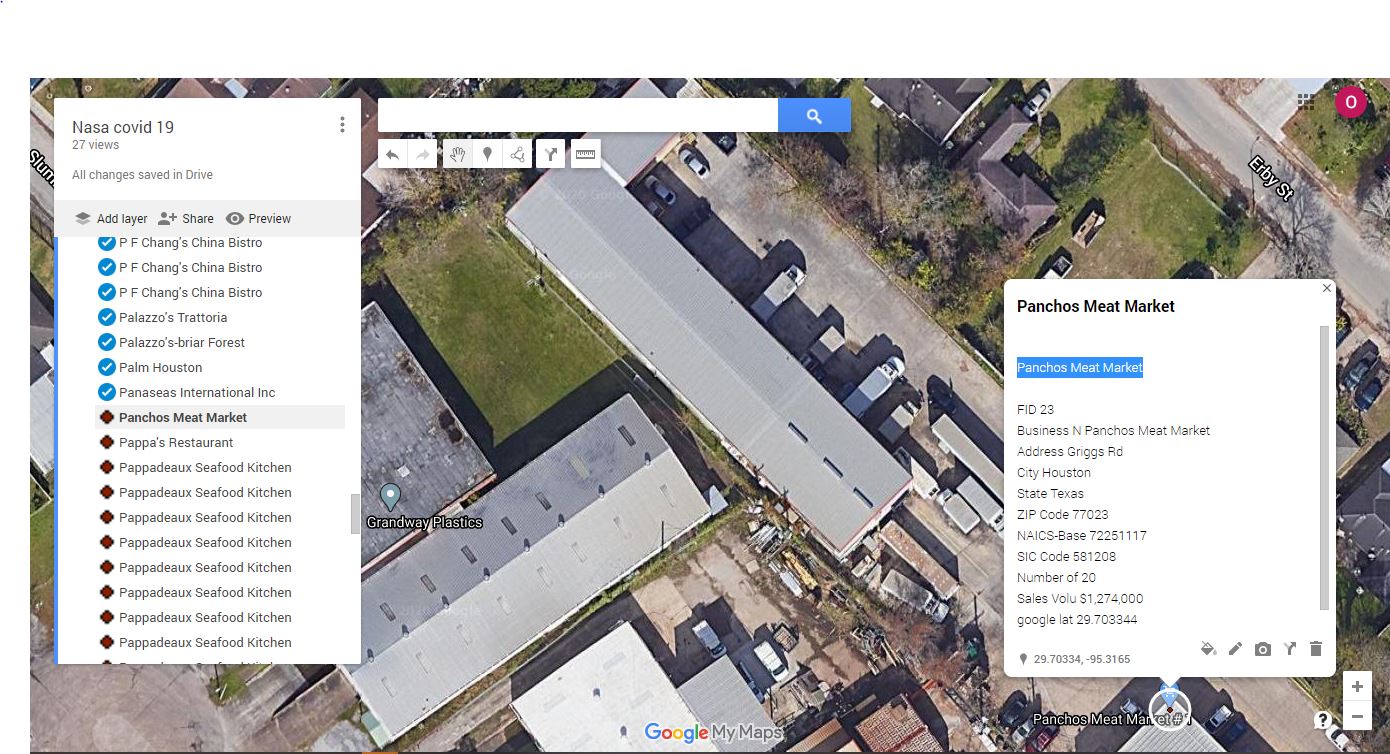 Nasa covid 19
27 views
All changes saved in Drive
Add layer Share Preview
P F Chang's China Bistro
P F Chang's China Bistro
P F Chang's China Bistro
Palazzo's Trattoria
Palazzo's-briar Forest
Palm Houston
Panaseas International Inc
Panchos Meat Market
Pappa's Restaurant
Pappadeaux Seafood Kitchen
Pappadeaux Seafood Kitchen
Pappadeaux Seafood Kitchen
Pappadeaux Seafood Kitchen
Pappadeaux Seafood Kitchen
Pappadeaux Seafood Kitchen
Pappadeaux Seafood Kitchen
Pappadeaux Seafood Kitchen
Grandway Plastics
Erby St
O
Panchos Meat Market
Panchos Meat Market
FID 23
Business N Panchos Meat Market
Address Griggs Rd
City Houston
State Texas
ZIP Code 77023
NAICS-Base 72251117
SIC Code 581208
Number of 20
Sales Volu $1,274,000
google lat 29.703344
29.70334, -95.3165
Panchos Meat Market #1
Google My Maps
?